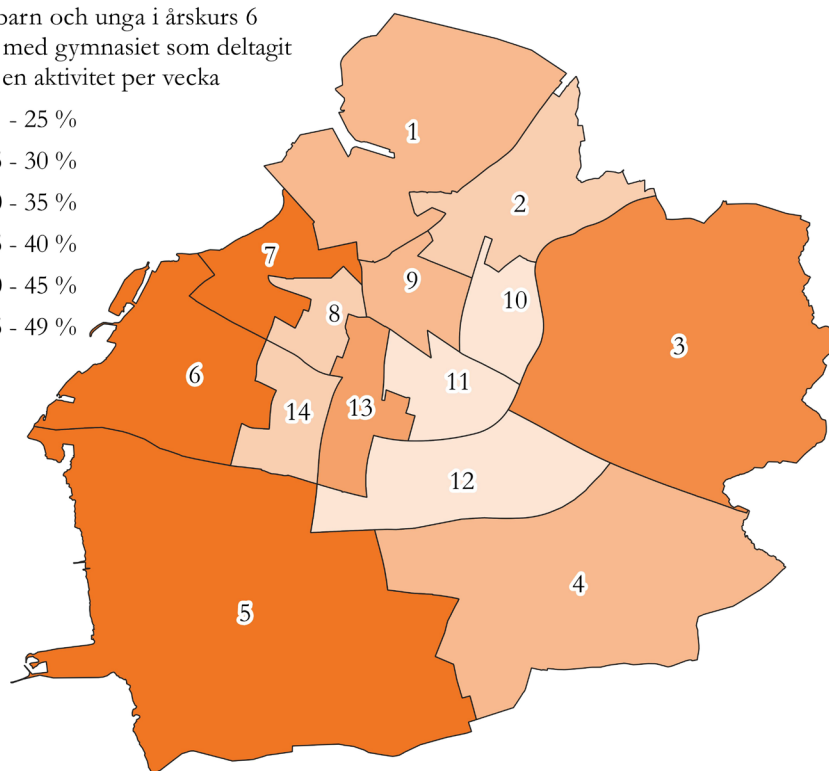 barn och unga i årskurs 6
med gymnasiet som deltagit
en aktivitet per vecka
- 25 %
- 30 %
- 35 %
- 40 %
- 45 %
- 49 %
1
2
3
4
5
6
7
8
9
10
11
12
13
14